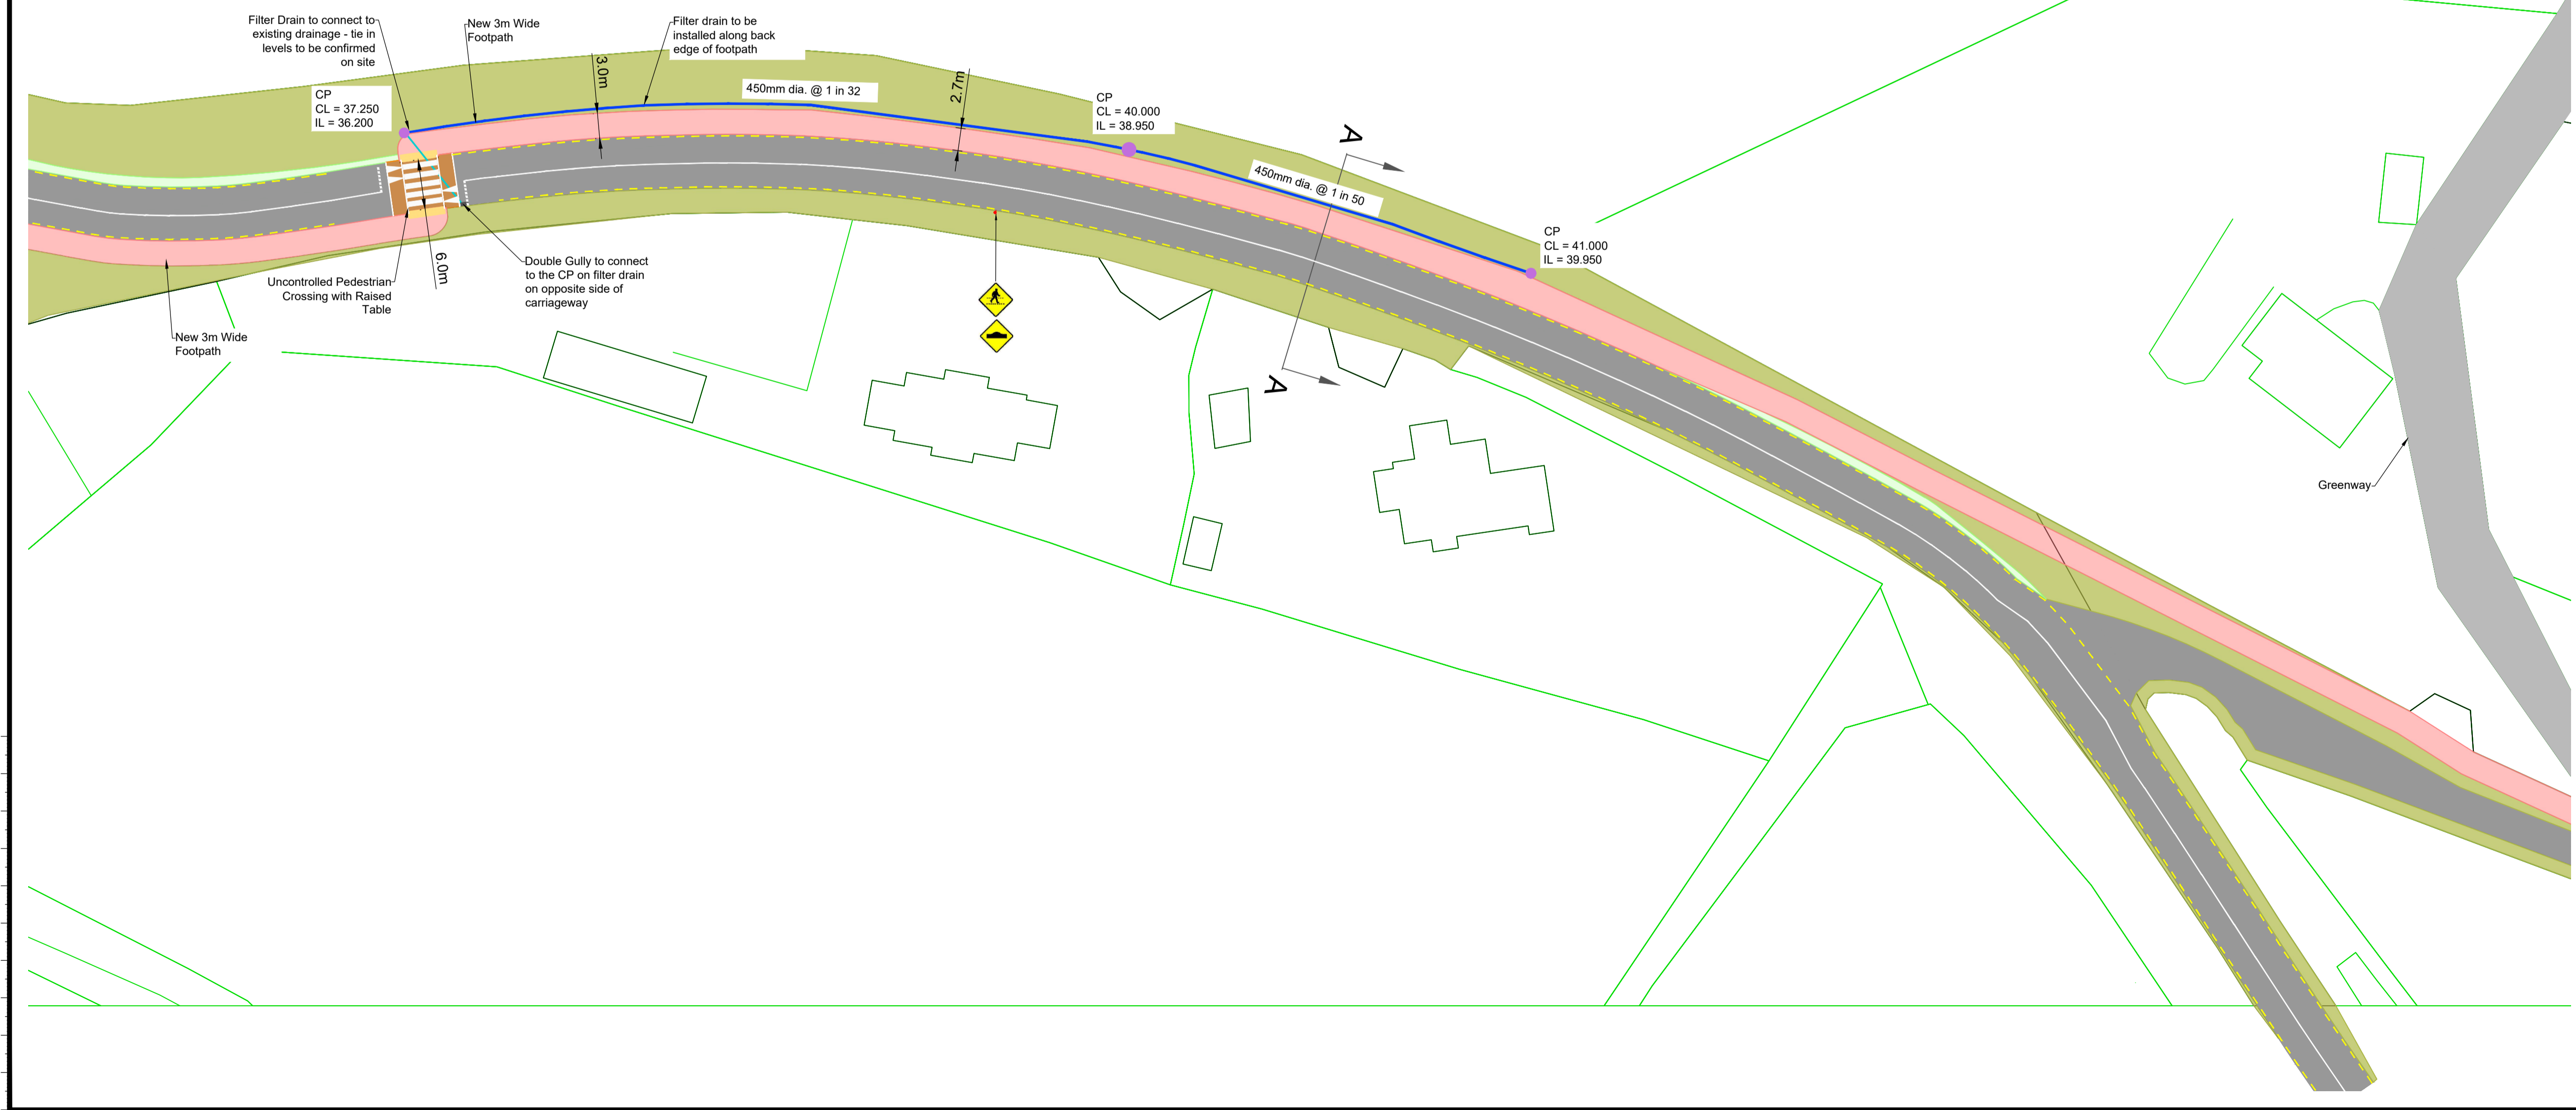 Filter Drain to connect to
existing drainage - tie in
levels to be confirmed
on site
New 3m Wide
Footpath
Filter drain to be
installed along back
edge of footpath
3.0m
450mm dia. @ 1 in 32
2.7m
CP
CL = 37.250
IL = 36.200
CP
CL = 40.000
IL = 38.950
A
450mm dia. @ 1 in 50
CP
CL = 41.000
IL = 39.950
6.0m
Double Gully to connect
to the CP on filter drain
on opposite side of
carriageway
Uncontrolled Pedestrian
Crossing with Raised
Table
New 3m Wide
Footpath
A
Greenway